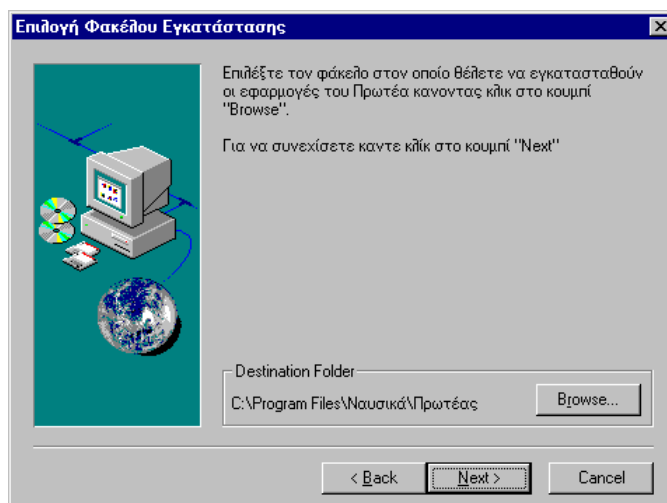 Επιλογή Φακέλου Εγκατάστασης
Επιλέξτε τον φάκελο στον οποίο θέλετε να εγκατασταθούν
οι εφαρμογές του Πρωτέα κανοντας κλικ στο κουμπί
"Browse".
Για να συνεχίσετε καντε κλίκ στο κουμπί "Next"
Destination Folder
C:\Program Files\Ναυσικά\Πρωτέας
Browse...
< Back
Next >
Cancel